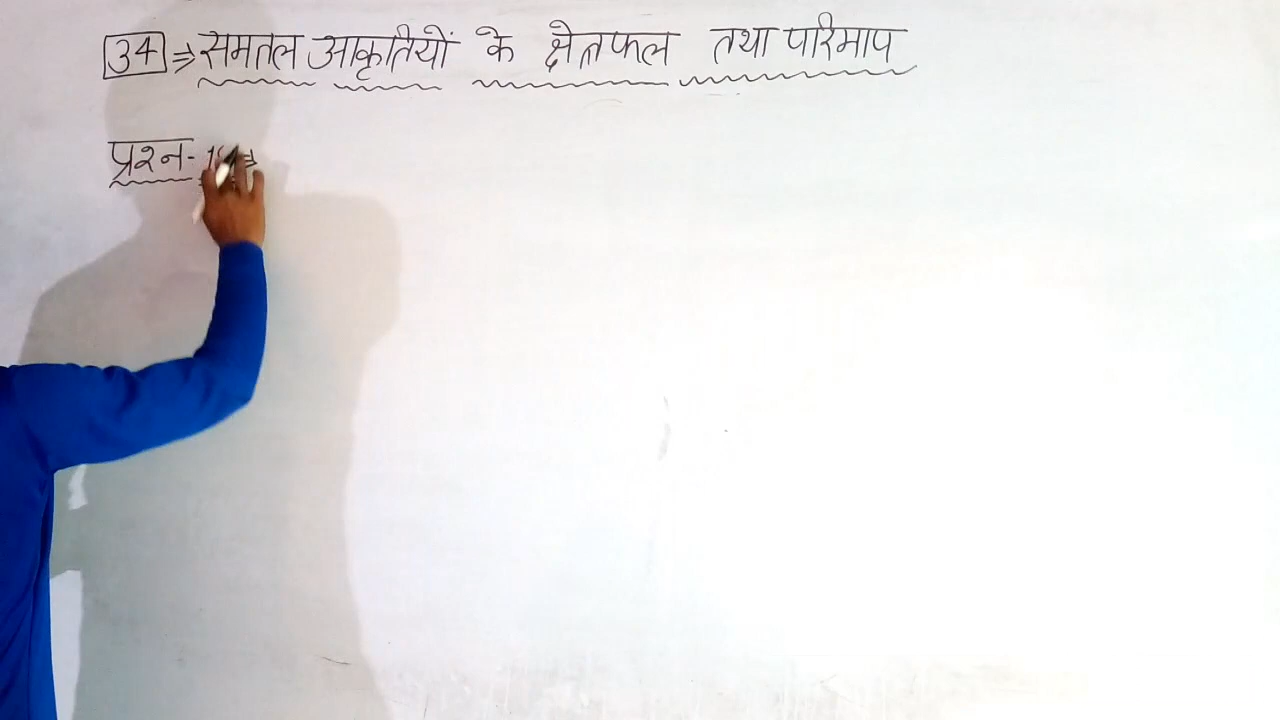 34 ⇒ समतल आकृतियों के क्षेत्रफल तथा परिमाप
प्रश्न-